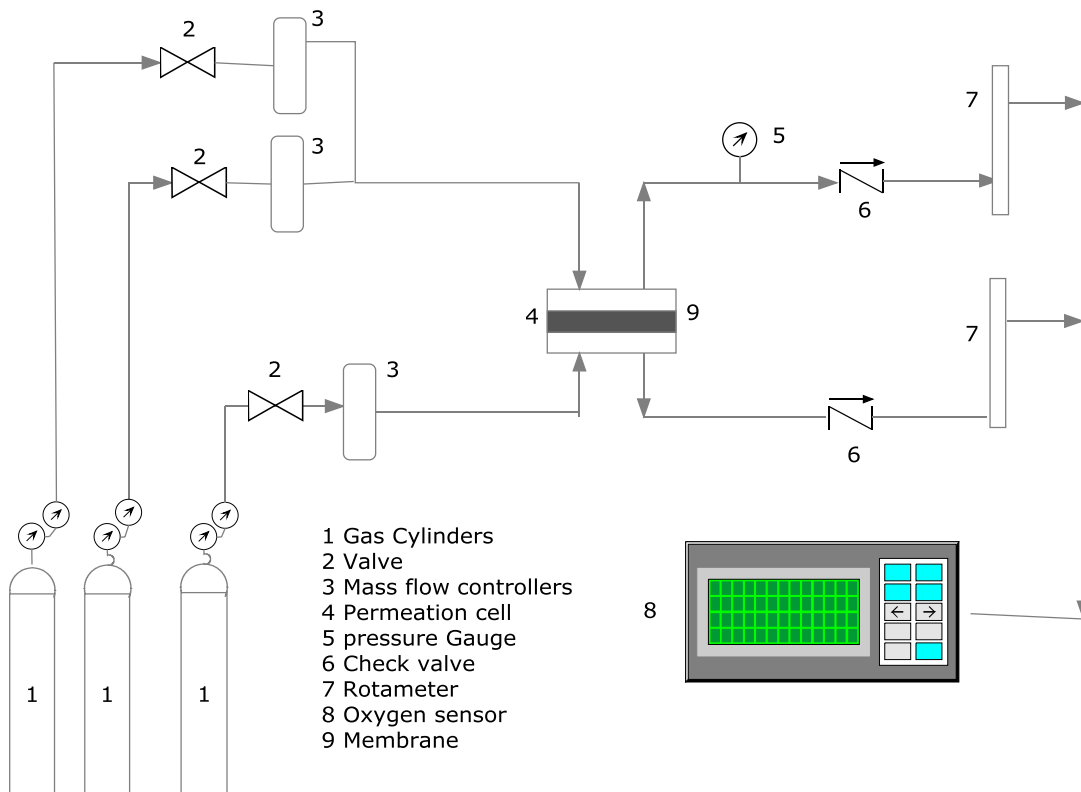 3
2
7
5
3
2
6
4
9
7
2
3
6
1 Gas Cylinders
2 Valve
3 Mass flow controllers
4 Permeation cell
5 pressure Gauge
6 Check valve
7 Rotameter
8 Oxygen sensor
9 Membrane
8
1
1
1